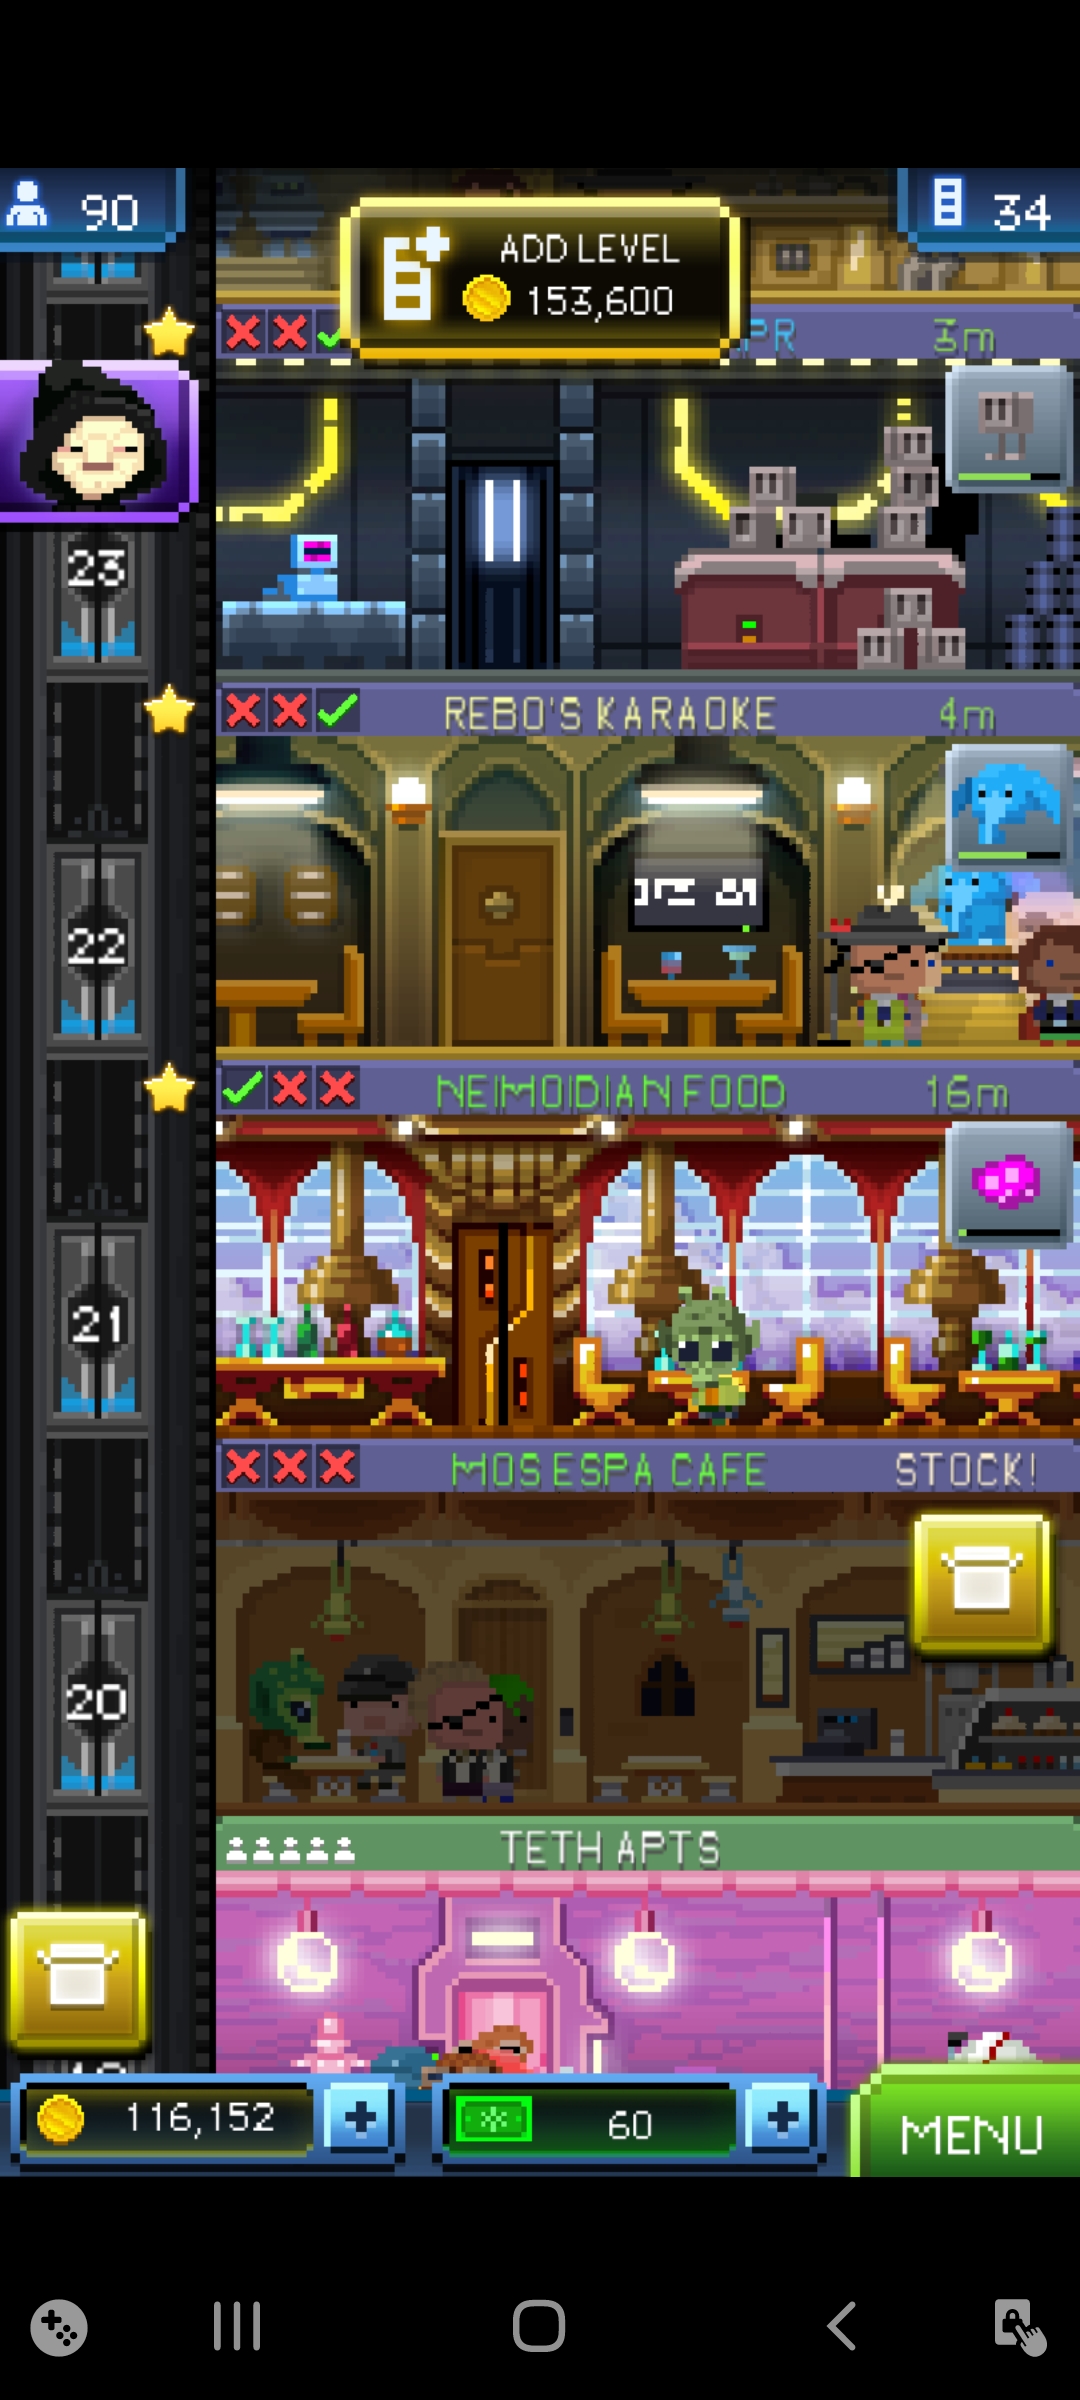 90
ADD LEVEL
153,600
34
PR
3m
23
REBO'S KARAOKE
4m
22
NEIMOIDIAN FOOD
16m
21
MOS ESPA CAFE
STOCK!
20
TETH APTS
116,152
60
MENU